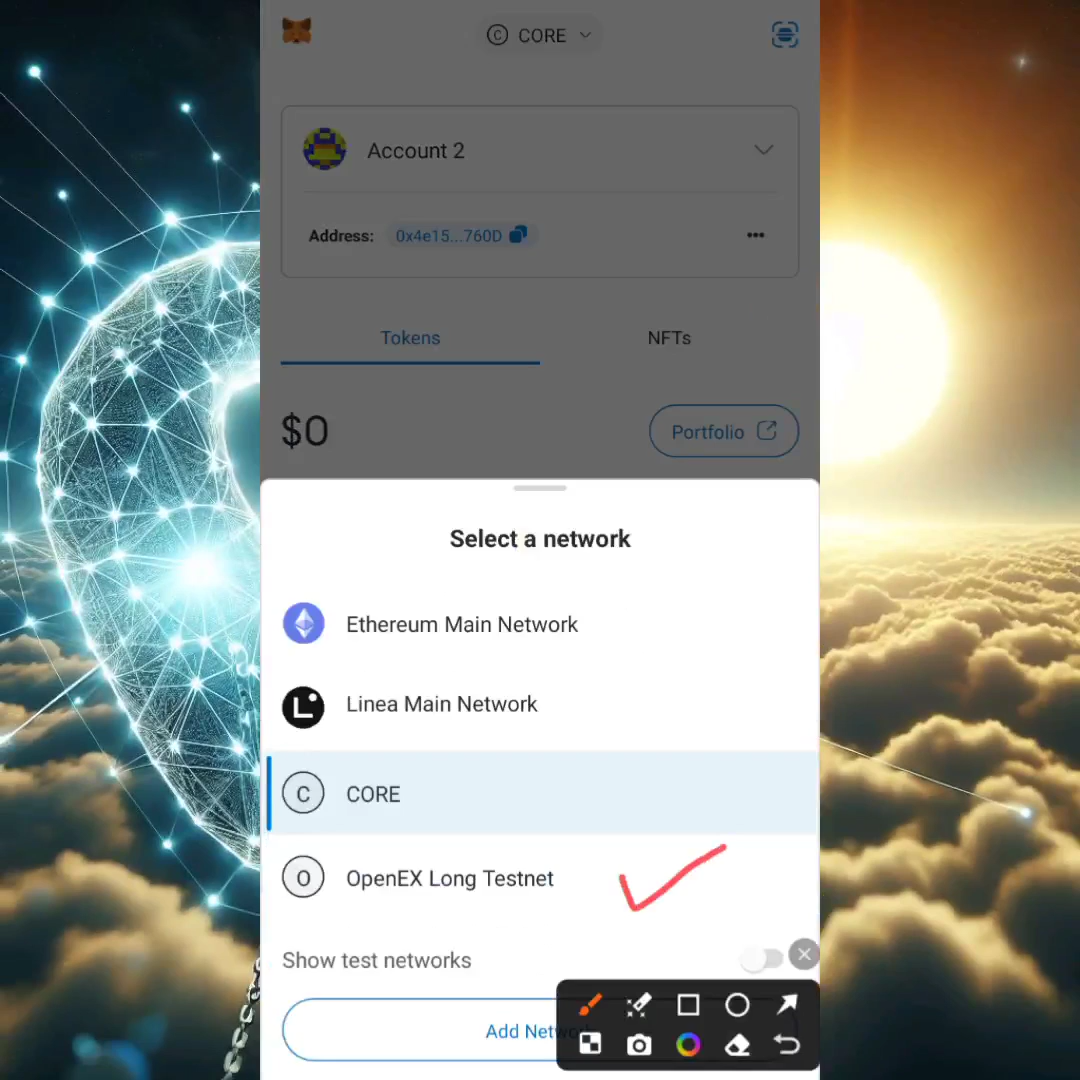 C CORE
Account 2
Address: 0x4e15...760D
Tokens NFTs
$0 Portfolio
Select a network
Ethereum Main Network
L Linea Main Network
C CORE
O OpenEX Long Testnet
Show test networks
Add